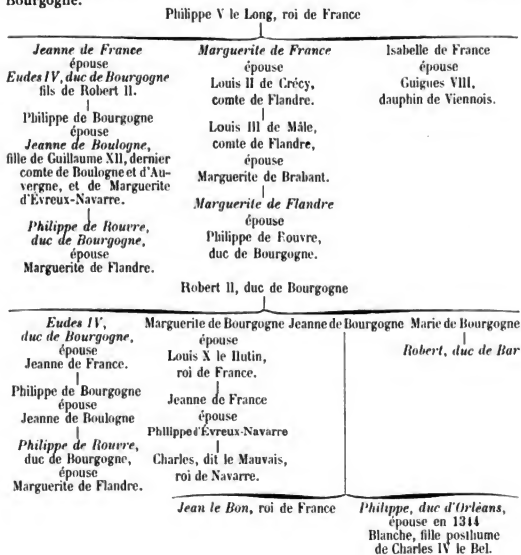 Bourgogne.
Philippe V le Long, roi de France
Jeanne de France
épouse
Eudes IV, duc de Bourgogne
fils de Robert II.
Philippe de Bourgogne
épouse
Jeanne de Boulogne,
fille de Guillaume XII, dernier
comte de Boulogne et d'Au-
vergne, et de Marguerite
d'Évreux-Navarre.
Philippe de Rouvre,
duc de Bourgogne,
épouse
Marguerite de Flandre.
Marguerite de France
épouse
Louis II de Crécy,
comte de Flandre.
Louis III de Mâle,
comte de Flandre,
épouse
Marguerite de Brabant.
Marguerite de Flandre
épouse
Philippe de Rouvre,
duc de Bourgogne.
Isabelle de France
épouse
Guigues VIII,
dauphin de Viennois.
Robert II, duc de Bourgogne
Eudes IV,
duc de Bourgogne,
épouse
Jeanne de France.
Philippe de Bourgogne
épouse
Jeanne de Boulogne
Philippe de Rouvre,
duc de Bourgogne,
épouse
Marguerite de Flandre.
Marguerite de Bourgogne
épouse
Louis X le Hutin,
roi de France.
Jeanne de France
épouse
Philippe d'Évreux-Navarre
Charles, dit le Mauvais,
roi de Navarre.
Jeanne de Bourgogne
Marie de Bourgogne
Robert, duc de Bar
Jean le Bon, roi de France
Philippe, duc d'Orléans,
épouse en 1344
Blanche, fille posthume
de Charles IV le Bel.